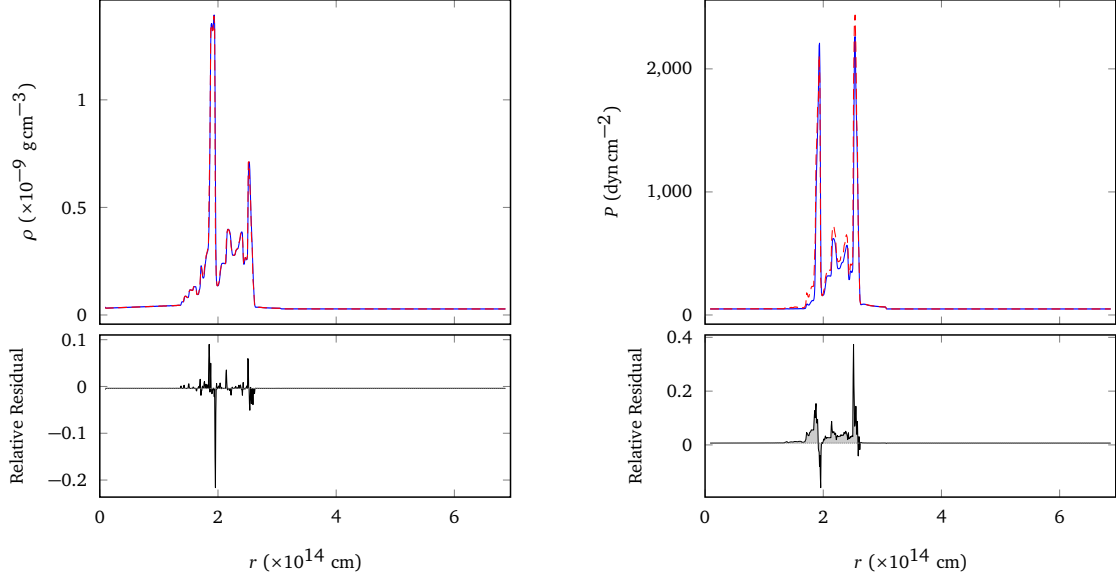 1
0.5
0
ρ (×10⁻⁹ g cm⁻³)
0.1
0
−0.1
−0.2
Relative Residual
0 2 4 6
r (×10¹⁴ cm)
2,000
1,000
0
P (dyn cm⁻²)
0.4
0.2
0
Relative Residual
0 2 4 6
r (×10¹⁴ cm)